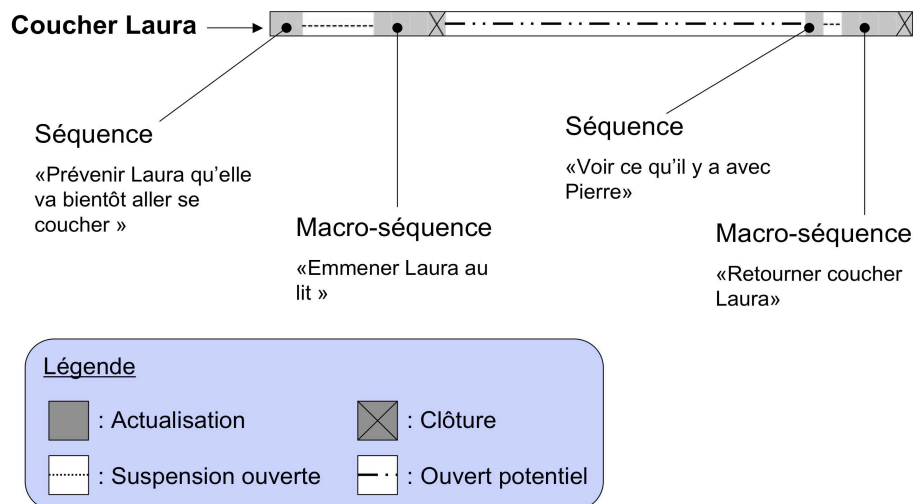 Coucher Laura
Séquence
«Prévenir Laura qu'elle
va bientôt aller se
coucher »
Macro-séquence
«Emmener Laura au
lit »
Séquence
«Voir ce qu'il y a avec
Pierre»
Macro-séquence
«Retourner coucher
Laura»
Légende
: Actualisation
: Clôture
: Suspension ouverte
: Ouvert potentiel